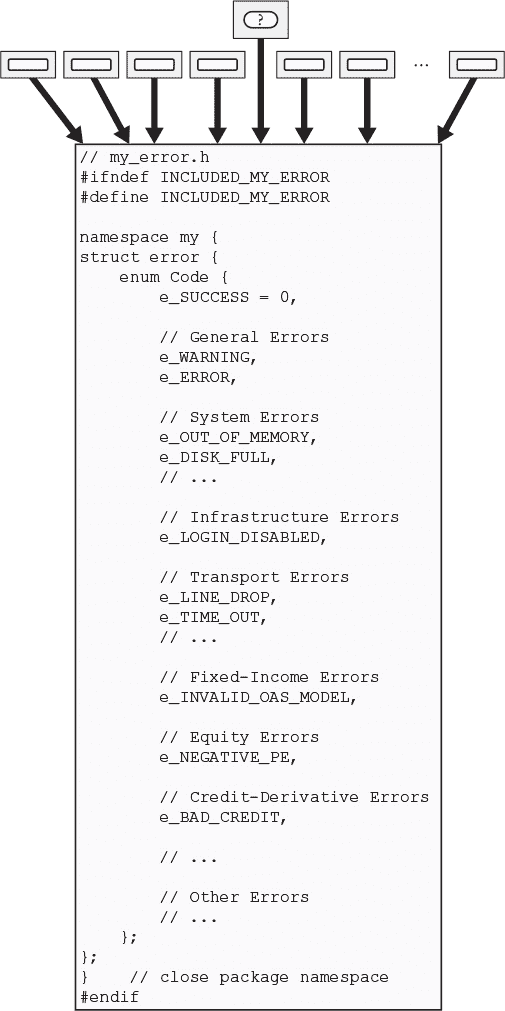 ?
...
// my_error.h
#ifndef INCLUDED_MY_ERROR
#define INCLUDED_MY_ERROR
namespace my {
struct error {
    enum Code {
        e_SUCCESS = 0,
        // General Errors
        e_WARNING,
        e_ERROR,
        // System Errors
        e_OUT_OF_MEMORY,
        e_DISK_FULL,
        // ...
        // Infrastructure Errors
        e_LOGIN_DISABLED,
        // Transport Errors
        e_LINE_DROP,
        e_TIME_OUT,
        // ...
        // Fixed-Income Errors
        e_INVALID_OAS_MODEL,
        // Equity Errors
        e_NEGATIVE_PE,
        // Credit-Derivative Errors
        e_BAD_CREDIT,
        // ...
        // Other Errors
        // ...
    };
};
}    // close package namespace
#endif